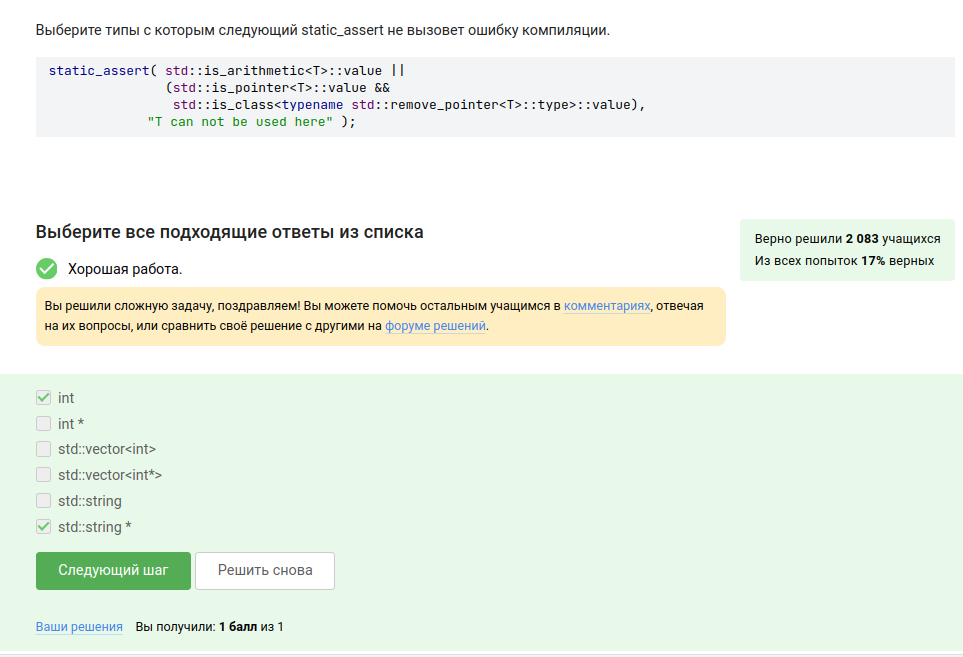 Выберите типы с которым следующий static_assert не вызовет ошибку компиляции.
static_assert( std::is_arithmetic<T>::value ||
(std::is_pointer<T>::value &&
std::is_class<typename std::remove_pointer<T>::type>::value),
"T can not be used here" );
Выберите все подходящие ответы из списка
Верно решили 2 083 учащихся
Из всех попыток 17% верных
Хорошая работа.
Вы решили сложную задачу, поздравляем! Вы можете помочь остальным учащимся в комментариях, отвечая
на их вопросы, или сравнить своё решение с другими на форуме решений.
int
int *
std::vector<int>
std::vector<int*>
std::string
std::string *
Следующий шаг
Решить снова
Ваши решения Вы получили: 1 балл из 1